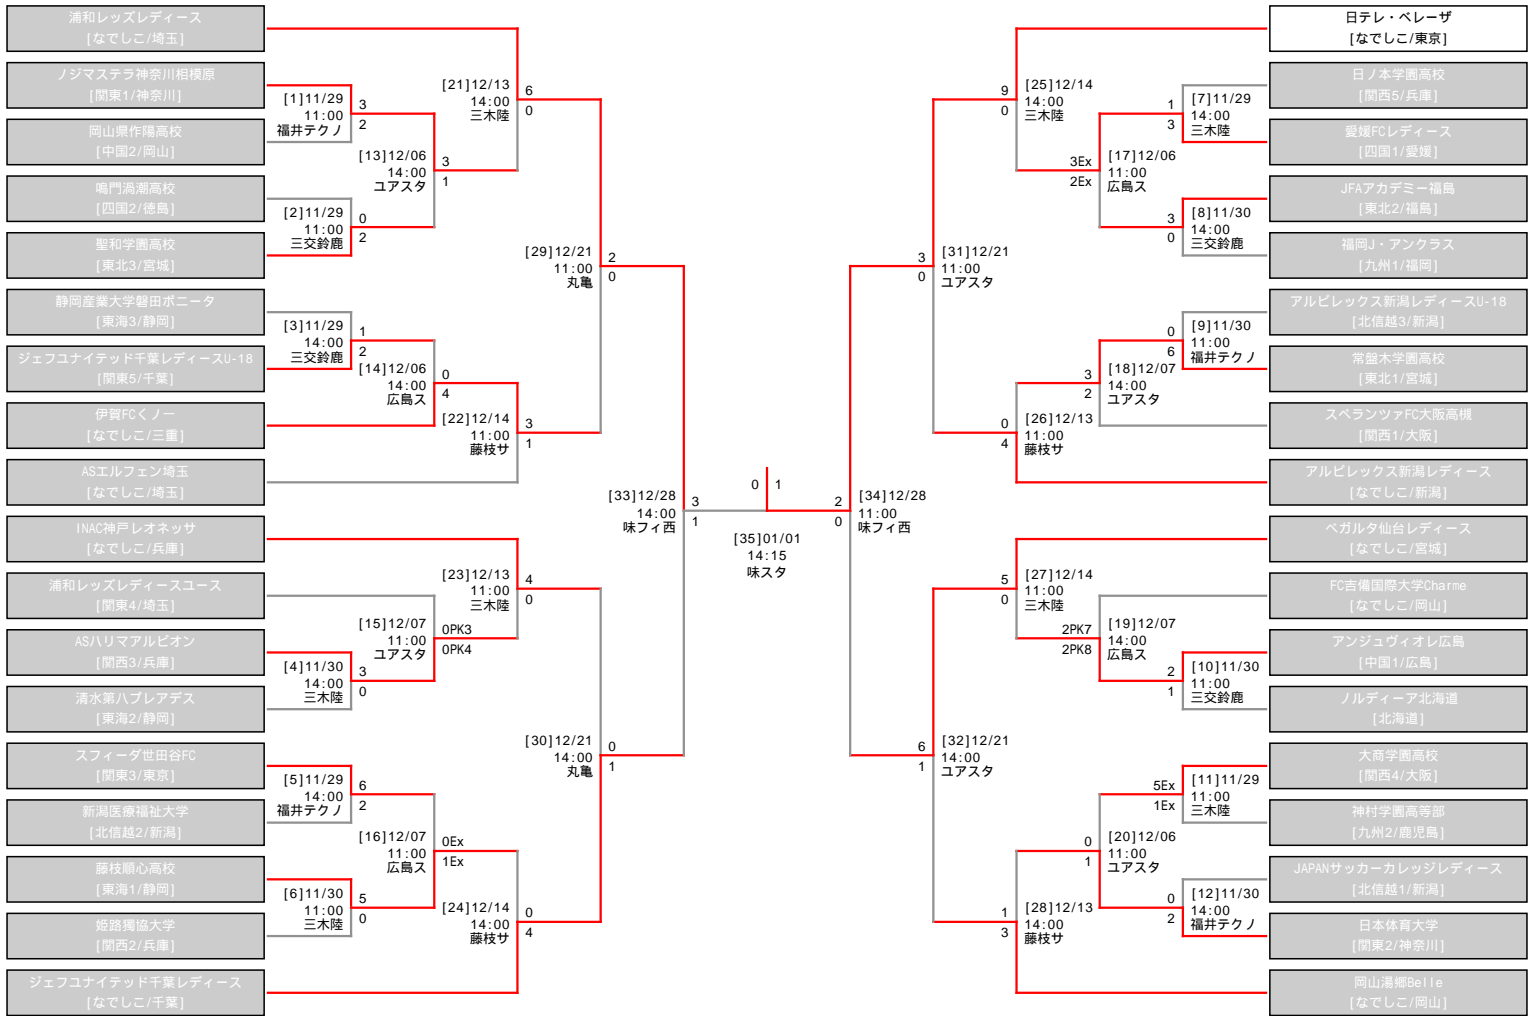 浦和レッズレディース
[なでしこ/埼玉]
ノジマステラ神奈川相模原
[関東1/神奈川]
岡山県作陽高校
[中国2/岡山]
鳴門渦潮高校
[四国2/徳島]
聖和学園高校
[東北3/宮城]
静岡産業大学磐田ボニータ
[東海3/静岡]
ジェフユナイテッド千葉レディースU-18
[関東5/千葉]
伊賀FCくノ一
[なでしこ/三重]
ASエルフェン埼玉
[なでしこ/埼玉]
INAC神戸レオネッサ
[なでしこ/兵庫]
浦和レッズレディースユース
[関東4/埼玉]
ASハリマアルビオン
[関西3/兵庫]
清水第八プレアデス
[東海2/静岡]
スフィーダ世田谷FC
[関東3/東京]
新潟医療福祉大学
[北信越2/新潟]
藤枝順心高校
[東海1/静岡]
姫路獨協大学
[関西2/兵庫]
ジェフユナイテッド千葉レディース
[なでしこ/千葉]
[1]11/29
11:00
福井テクノ
3
2
[2]11/29
11:00
三交鈴鹿
0
2
[3]11/29
14:00
三交鈴鹿
1
2
[4]11/30
14:00
三木陸
3
0
[5]11/29
14:00
福井テクノ
6
2
[6]11/30
11:00
三木陸
5
0
[13]12/06
14:00
ユアスタ
3
1
[14]12/06
14:00
広島ス
0
4
[15]12/07
11:00
ユアスタ
0PK3
0PK4
[16]12/07
11:00
広島ス
0Ex
1Ex
[21]12/13
14:00
三木陸
6
0
[22]12/14
11:00
藤枝サ
3
1
[23]12/13
11:00
三木陸
4
0
[24]12/14
14:00
藤枝サ
0
4
[29]12/21
11:00
丸亀
2
0
[30]12/21
14:00
丸亀
0
1
[33]12/28
14:00
味フィ西
3
1
0 1
[35]01/01
14:15
味スタ
2
0
[34]12/28
11:00
味フィ西
3
0
[31]12/21
11:00
ユアスタ
6
1
[32]12/21
14:00
ユアスタ
9
0
[25]12/14
14:00
三木陸
0
4
[26]12/13
11:00
藤枝サ
5
0
[27]12/14
11:00
三木陸
1
3
[28]12/13
14:00
藤枝サ
3Ex
2Ex
[17]12/06
11:00
広島ス
3
2
[18]12/07
14:00
ユアスタ
2PK7
2PK8
[19]12/07
14:00
広島ス
0
1
[20]12/06
11:00
ユアスタ
1
3
[7]11/29
14:00
三木陸
3
0
[8]11/30
14:00
三交鈴鹿
0
6
[9]11/30
11:00
福井テクノ
2
1
[10]11/30
11:00
三交鈴鹿
5Ex
1Ex
[11]11/29
11:00
三木陸
0
2
[12]11/30
14:00
福井テクノ
日テレ・ベレーザ
[なでしこ/東京]
日ノ本学園高校
[関西5/兵庫]
愛媛FCレディース
[四国1/愛媛]
JFAアカデミー福島
[東北2/福島]
福岡J・アンクラス
[九州1/福岡]
アルビレックス新潟レディースU-18
[北信越3/新潟]
常盤木学園高校
[東北1/宮城]
スペランツァFC大阪高槻
[関西1/大阪]
アルビレックス新潟レディース
[なでしこ/新潟]
ベガルタ仙台レディース
[なでしこ/宮城]
FC吉備国際大学Charme
[なでしこ/岡山]
アンジュヴィオレ広島
[中国1/広島]
ノルディーア北海道
[北海道]
大商学園高校
[関西4/大阪]
神村学園高等部
[九州2/鹿児島]
JAPANサッカーカレッジレディース
[北信越1/新潟]
日本体育大学
[関東2/神奈川]
岡山湯郷Belle
[なでしこ/岡山]